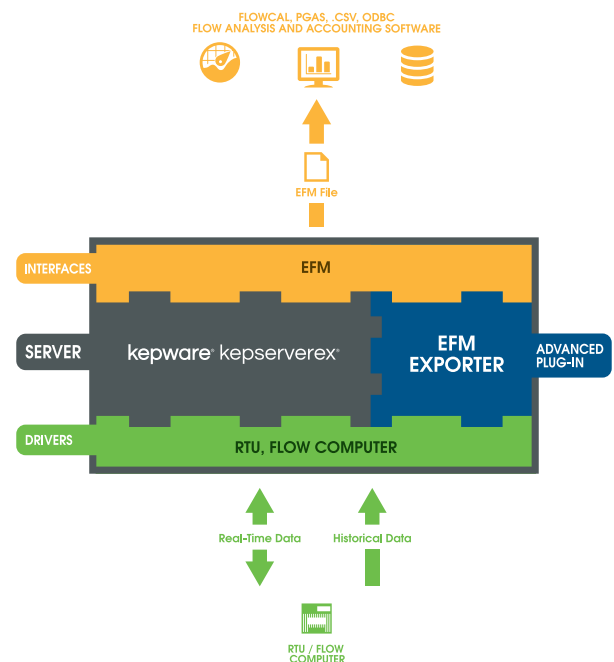 FLOWCAL, PGAS, .CSV, ODBC
FLOW ANALYSIS AND ACCOUNTING SOFTWARE
EFM File
INTERFACES
EFM
SERVER
kepware® kepserverex®
EFM
EXPORTER
ADVANCED
PLUG-IN
DRIVERS
RTU, FLOW COMPUTER
Real-Time Data
Historical Data
RTU / FLOW
COMPUTER